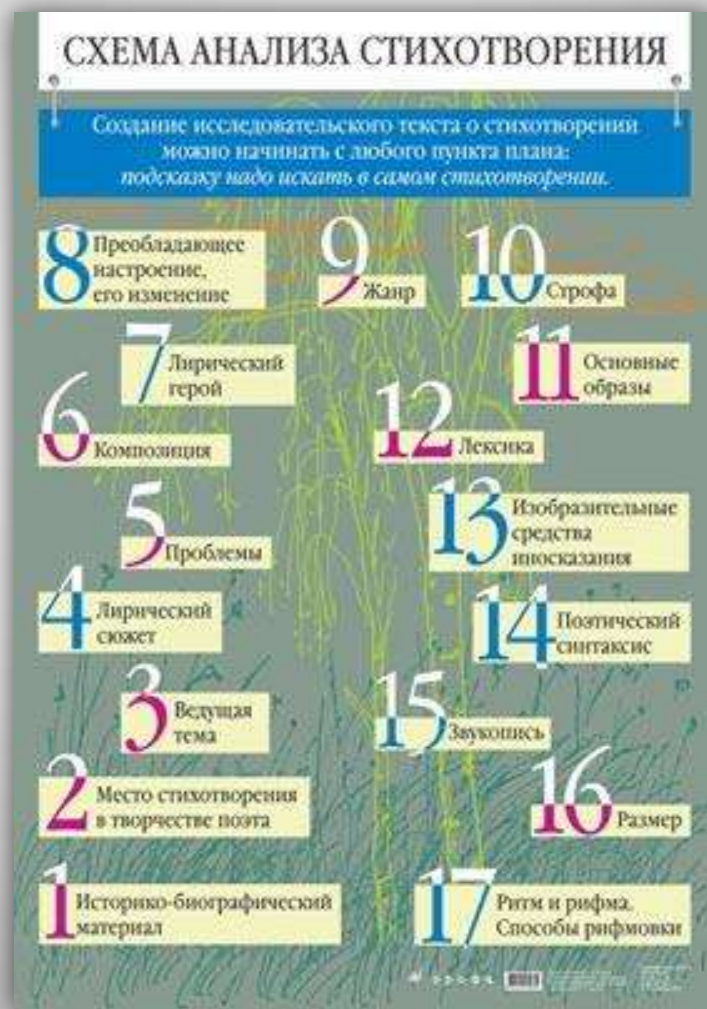 СХЕМА АНАЛИЗА СТИХОТВОРЕНИЯ
Создание исследовательского текста о стихотворении
можно начинать с любого пункта плана:
подсказку надо искать в самом стихотворении.
8 Преобладающее
настроение,
его изменение
9 Жанр
10 Строфа
7 Лирический
герой
11 Основные
образы
6 Композиция
12 Лексика
5 Проблемы
13 Изобразительные
средства
иносказания
4 Лирический
сюжет
14 Поэтический
синтаксис
3 Ведущая
тема
15 Звукопись
2 Место стихотворения
в творчестве поэта
16 Размер
1 Историко-биографический
материал
17 Ритм и рифма.
Способы рифмовки